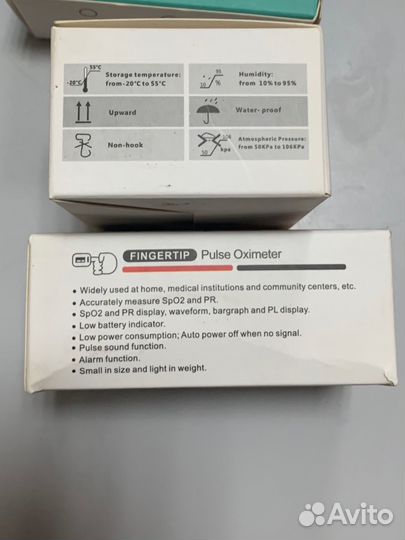 55°C
-20°C
Storage temperature:
from-20°C to 55°C
95
10 %
Humidity:
from 10% to 95%
Upward
Water-proof
Non-hook
106
50 kpa
Atmospheric Pressure:
from 50KPa to 106KPa
FINGERTIP Pulse Oximeter
• Widely used at home, medical institutions and community centers, etc.
• Accurately measure SpO2 and PR.
• SpO2 and PR display, waveform, bargraph and PL display.
• Low battery indicator.
• Low power consumption; Auto power off when no signal.
• Pulse sound function.
• Alarm function.
• Small in size and light in weight.
Avito